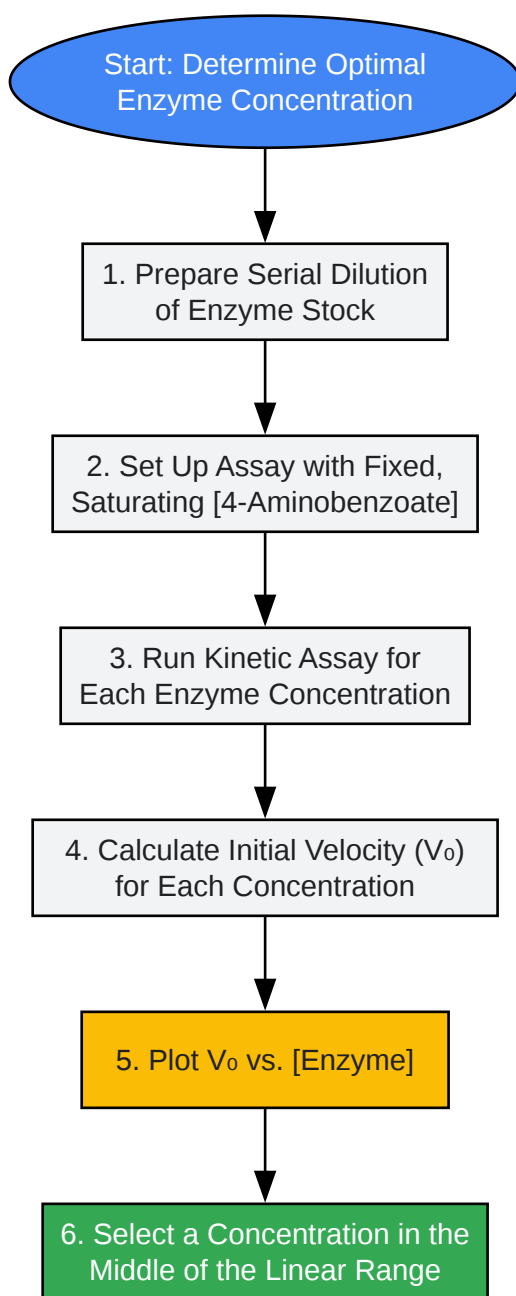 Start: Determine Optimal
Enzyme Concentration
1. Prepare Serial Dilution
of Enzyme Stock
2. Set Up Assay with Fixed,
Saturating [4-Aminobenzoate]
3. Run Kinetic Assay for
Each Enzyme Concentration
4. Calculate Initial Velocity (V₀)
for Each Concentration
5. Plot V₀ vs. [Enzyme]
6. Select a Concentration in the
Middle of the Linear Range